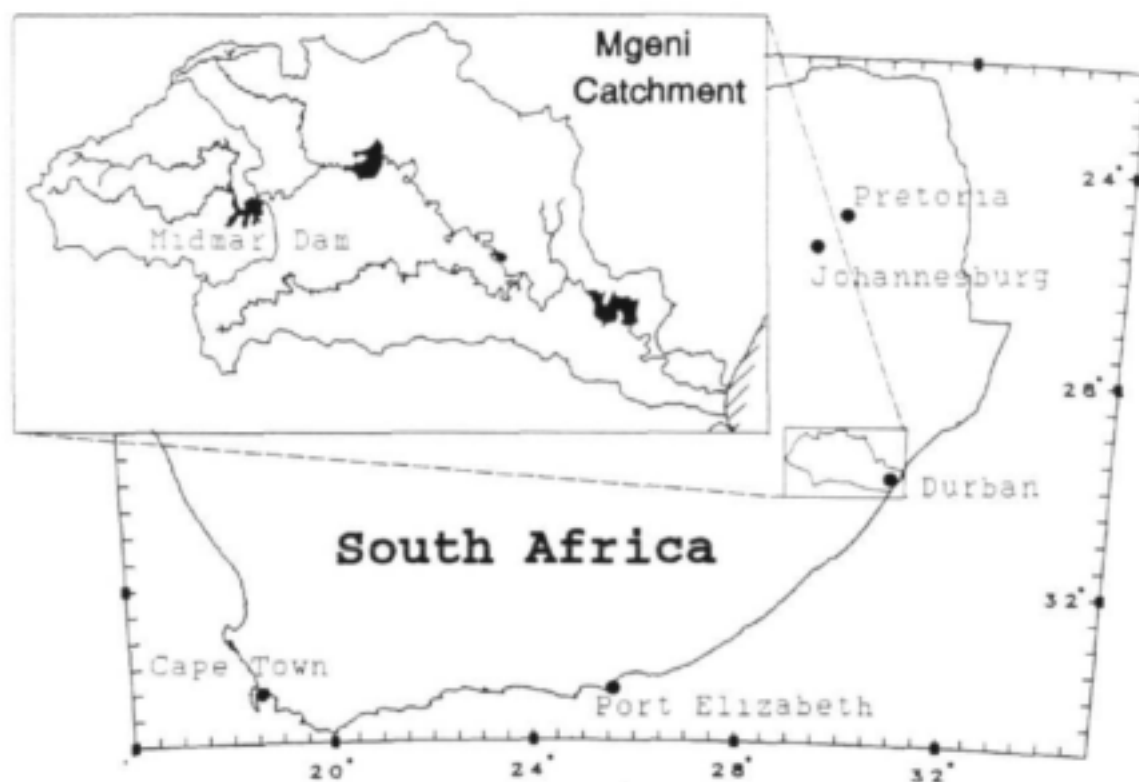 Mgeni
Catchment
24°
Pretoria
Midmar Dam
Johannesburg
28°
Durban
South Africa
32°
Cape Town
Port Elizabeth
20°
24°
28°
32°